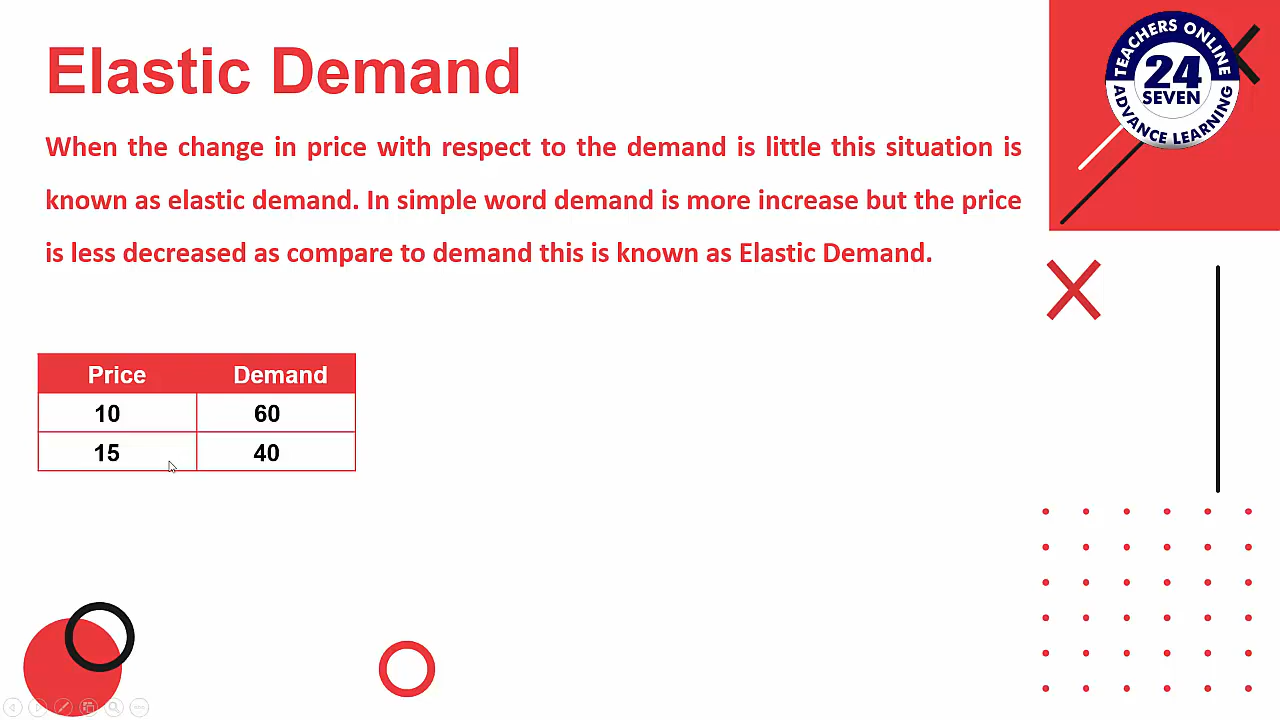 Elastic Demand
When the change in price with respect to the demand is little this situation is
known as elastic demand. In simple word demand is more increase but the price
is less decreased as compare to demand this is known as Elastic Demand.
Price Demand
10 60
15 40
TEACHERS ONLINE
24
SEVEN
ADVANCE LEARNING